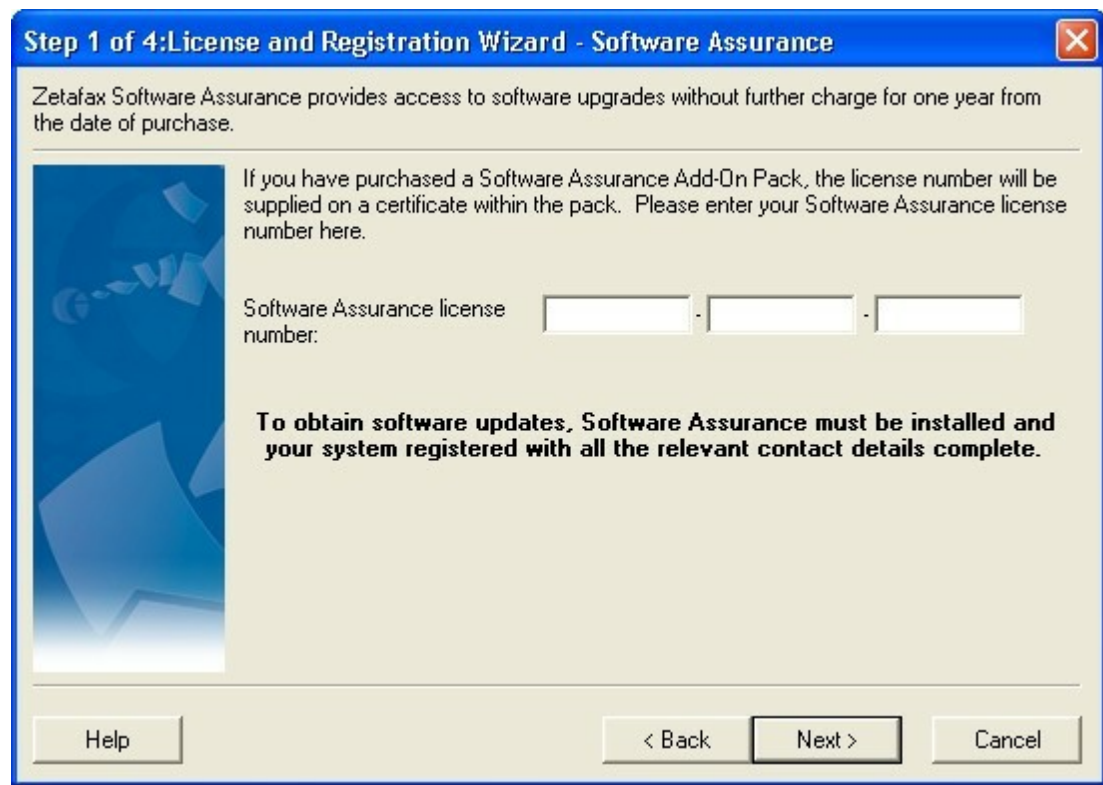 Step 1 of 4:License and Registration Wizard - Software Assurance
Zetafax Software Assurance provides access to software upgrades without further charge for one year from
the date of purchase.
If you have purchased a Software Assurance Add-On Pack, the license number will be
supplied on a certificate within the pack.  Please enter your Software Assurance license
number here.
Software Assurance license
number:
- -
To obtain software updates, Software Assurance must be installed and
your system registered with all the relevant contact details complete.
Help
< Back
Next >
Cancel